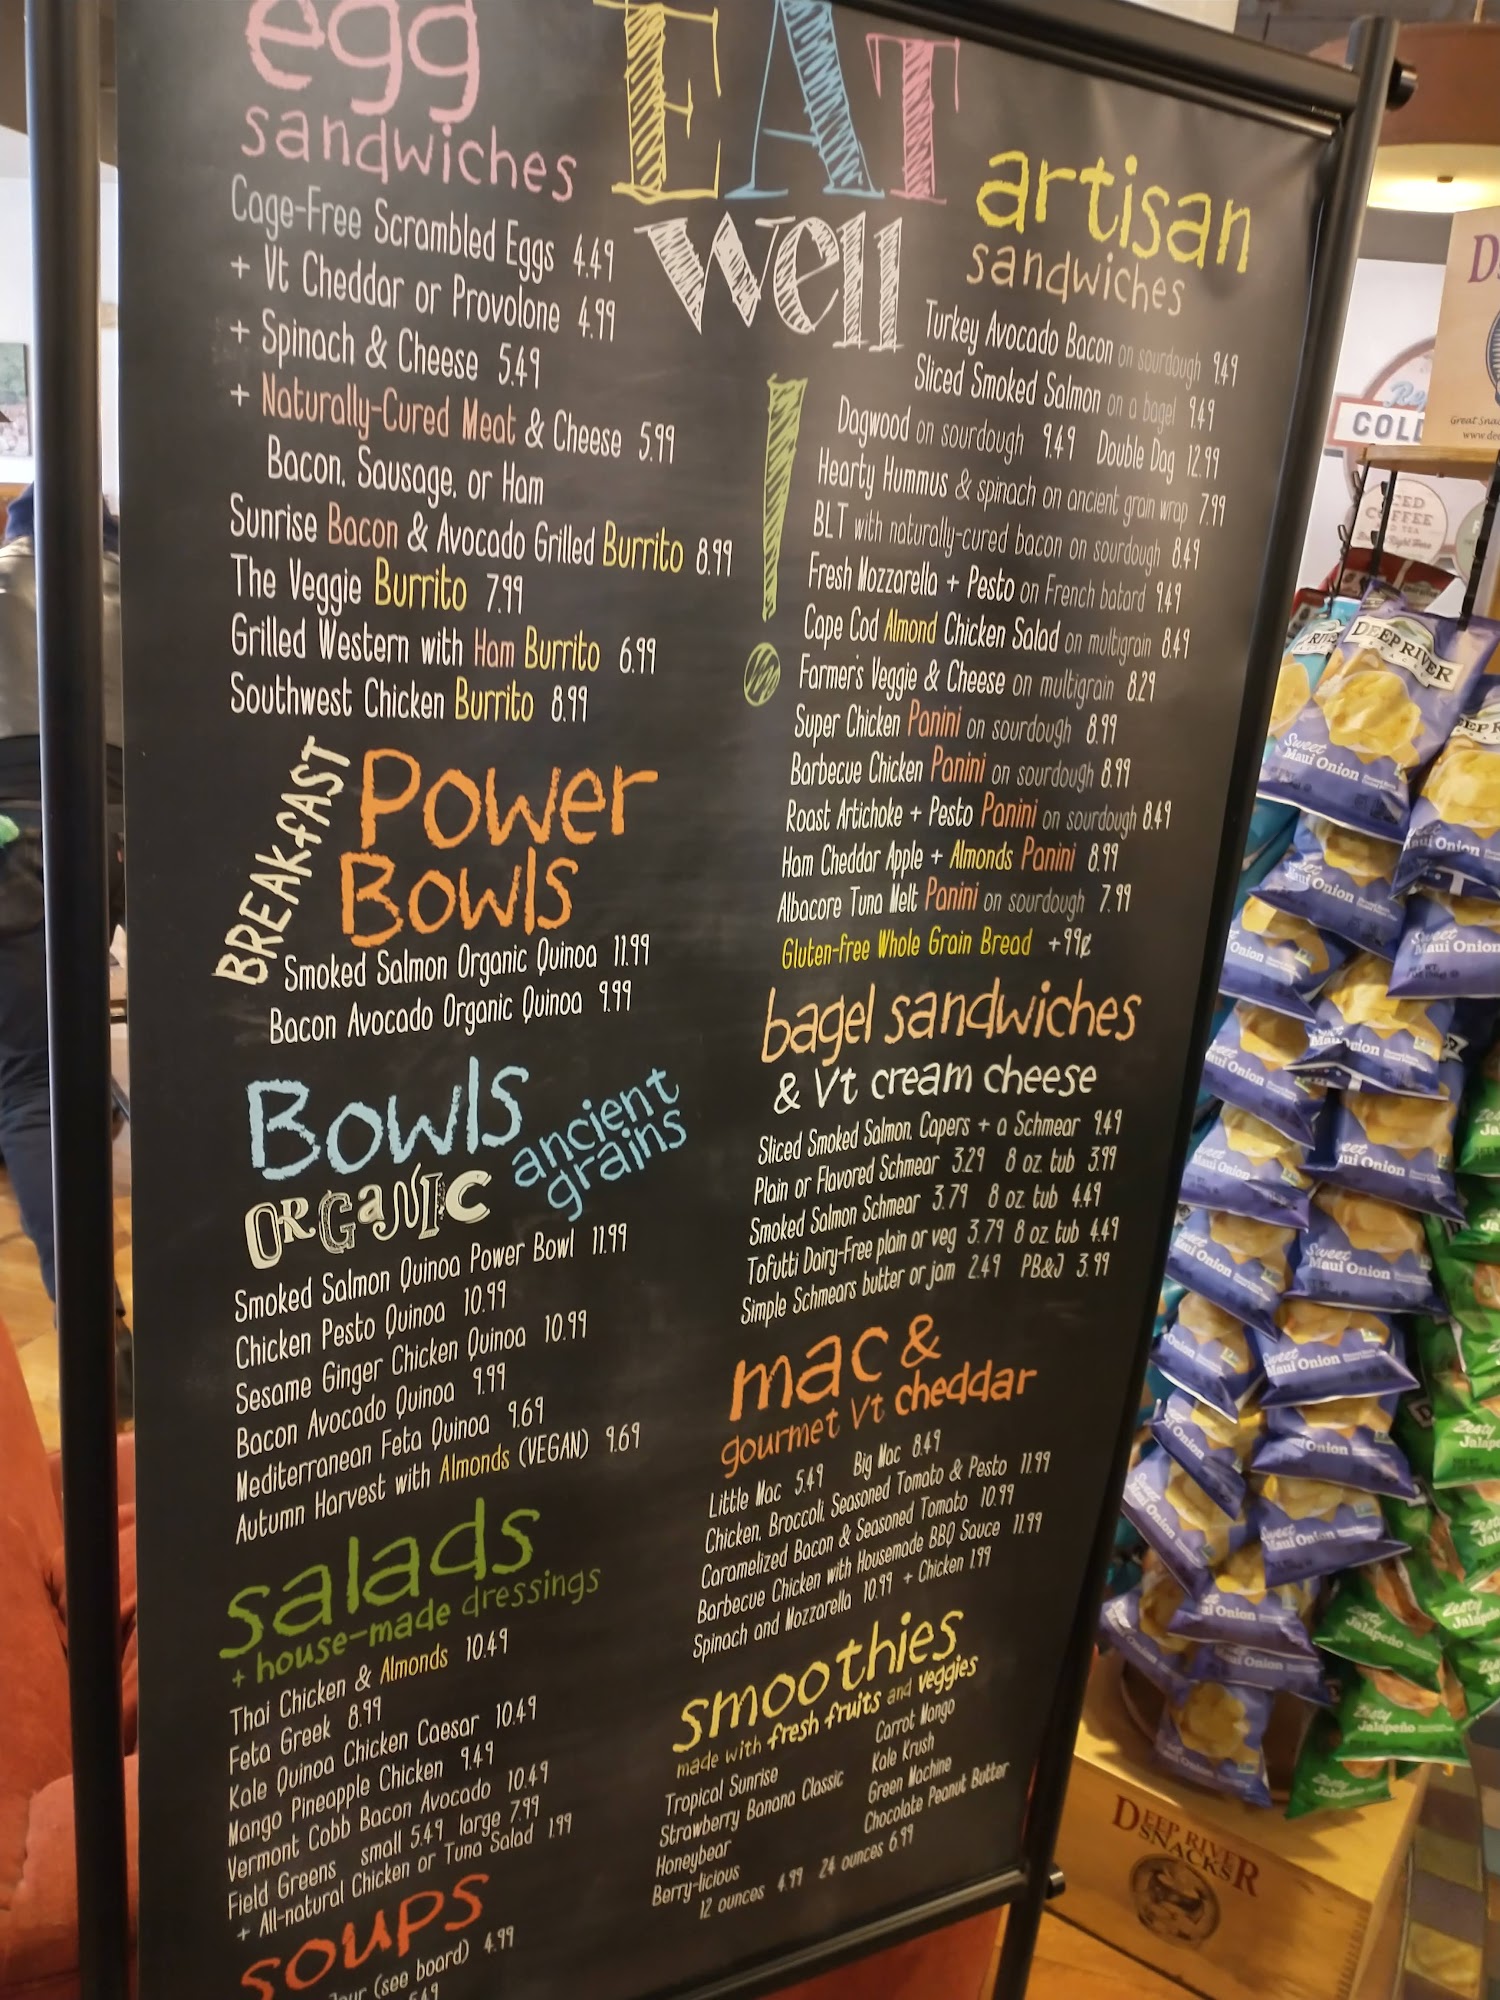 egg
sandwiches
Cage-Free Scrambled Eggs 4.49
+ Vt Cheddar or Provolone 4.99
+ Spinach & Cheese 5.49
+ Naturally-Cured Meat & Cheese 5.99
Bacon, Sausage, or Ham
Sunrise Bacon & Avocado Grilled Burrito 8.99
The Veggie Burrito 7.99
Grilled Western with Ham Burrito 6.99
Southwest Chicken Burrito 8.99
BREAKfAST
Power
Bowls
Smoked Salmon Organic Quinoa 11.99
Bacon Avocado Organic Quinoa 9.99
Bowls
ORGANIC
ancient
grains
Smoked Salmon Quinoa Power Bowl 11.99
Chicken Pesto Quinoa 10.99
Sesame Ginger Chicken Quinoa 10.99
Bacon Avocado Quinoa 9.99
Mediterranean Feta Quinoa 9.69
Autumn Harvest with Almonds (VEGAN) 9.69
salads
+ house-made dressings
Thai Chicken & Almonds 10.49
Feta Greek 8.99
Kale Quinoa Chicken Caesar 10.49
Mango Pineapple Chicken 9.49
Vermont Cobb Bacon Avocado 10.49
Field Greens small 5.49 large 7.99
+ All-natural Chicken or Tuna Salad 1.99
soups
(see board) 4.99
5.49
EAT
well
!
artisan
sandwiches
Turkey Avocado Bacon on sourdough 9.49
Sliced Smoked Salmon on a bagel 9.49
Dagwood on sourdough 9.49 Double Dag 12.99
Hearty Hummus & spinach on ancient grain wrap 7.99
BLT with naturally-cured bacon on sourdough 8.49
Fresh Mozzarella + Pesto on French batard 9.49
Cape Cod Almond Chicken Salad on multigrain 8.49
Farmer's Veggie & Cheese on multigrain 8.29
Super Chicken Panini on sourdough 8.99
Barbecue Chicken Panini on sourdough 8.99
Roast Artichoke + Pesto Panini on sourdough 8.49
Ham Cheddar Apple + Almonds Panini 8.99
Albacore Tuna Melt Panini on sourdough 7.99
Gluten-free Whole Grain Bread +99¢
bagel sandwiches
& Vt cream cheese
Sliced Smoked Salmon, Capers + a Schmear 9.49
Plain or Flavored Schmear 3.29 8 oz. tub 3.99
Smoked Salmon Schmear 3.79 8 oz. tub 4.49
Tofutti Dairy-Free plain or veg 3.79 8 oz tub 4.49
Simple Schmears butter or jam 2.49 PB&J 3.99
mac &
gourmet Vt cheddar
Little Mac 5.49 Big Mac 8.49
Chicken, Broccoli, Seasoned Tomato & Pesto 11.99
Caramelized Bacon & Seasoned Tomato 10.99
Barbecue Chicken with Housemade BBQ Sauce 11.99
Spinach and Mozzarella 10.99 + Chicken 1.99
smoothies
made with fresh fruits and veggies
Tropical Sunrise
Strawberry Banana Classic
Honeybear
Berry-licious
Carrot Mango
Kale Krush
Green Machine
Chocolate Peanut Butter
12 ounces 4.99 24 ounces 6.99
DEEP RIVER
Sweet
Maui Onion
Zesty
Jalapeño
DEEP RIVER
SNACKS